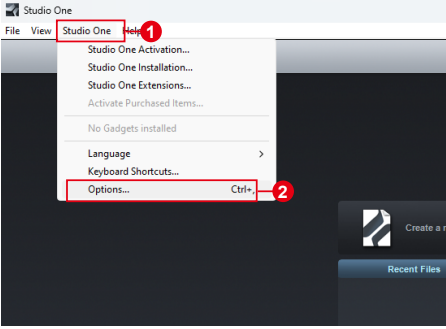 Studio One
File View Studio One Help 1
Studio One Activation...
Studio One Installation...
Studio One Extensions...
Activate Purchased Items...
No Gadgets installed
Language >
Keyboard Shortcuts...
Options... Ctrl+, 2
Create a
Recent Files